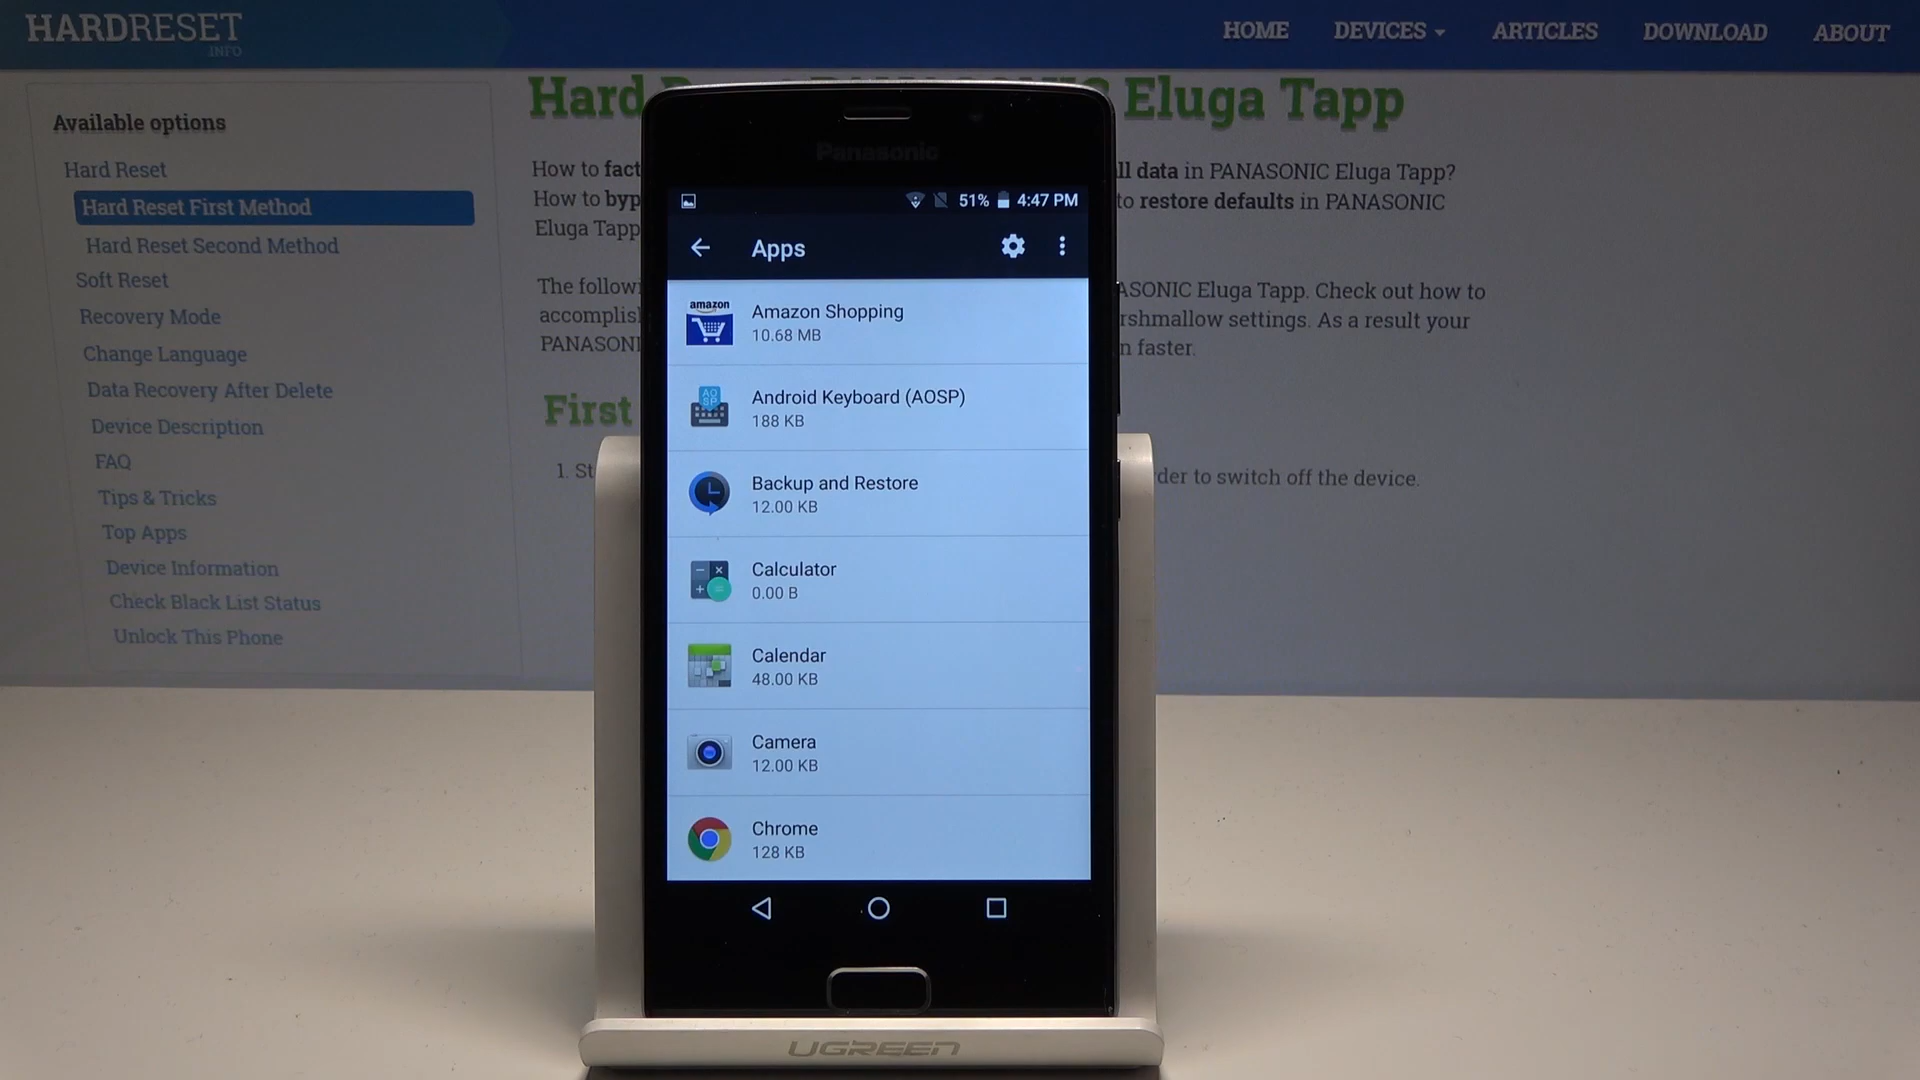 HARDRESET
.INFO
HOME
DEVICES
ARTICLES
DOWNLOAD
ABOUT
Available options
Hard Reset
Hard Reset First Method
Hard Reset Second Method
Soft Reset
Recovery Mode
Change Language
Data Recovery After Delete
Device Description
FAQ
Tips & Tricks
Top Apps
Device Information
Check Black List Status
Unlock This Phone
Hard Eluga Tapp
How to fact ll data in PANASONIC Eluga Tapp?
How to byp to restore defaults in PANASONIC
Eluga Tapp
The followi ASONIC Eluga Tapp. Check out how to
accomplis rshmallow settings. As a result your
PANASONI n faster.
First
1. St rder to switch off the device.
Panasonic
51% 4:47 PM
Apps
amazon
Amazon Shopping
10.68 MB
AO
SP
Android Keyboard (AOSP)
188 KB
Backup and Restore
12.00 KB
Calculator
0.00 B
Calendar
48.00 KB
Camera
12.00 KB
Chrome
128 KB
UGREEN